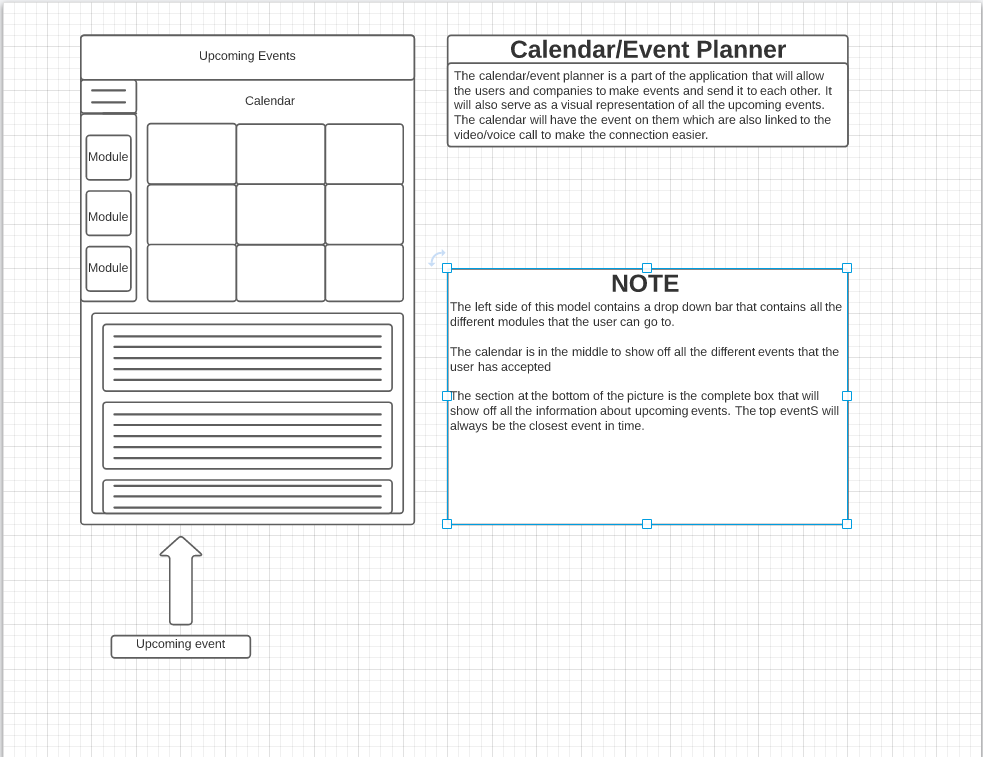 Upcoming Events
Calendar
Module
Module
Module
Upcoming event
Calendar/Event Planner
The calendar/event planner is a part of the application that will allow
the users and companies to make events and send it to each other. It
will also serve as a visual representation of all the upcoming events.
The calendar will have the event on them which are also linked to the
video/voice call to make the connection easier.
NOTE
The left side of this model contains a drop down bar that contains all the
different modules that the user can go to.
The calendar is in the middle to show off all the different events that the
user has accepted
The section at the bottom of the picture is the complete box that will
show off all the information about upcoming events. The top eventS will
always be the closest event in time.